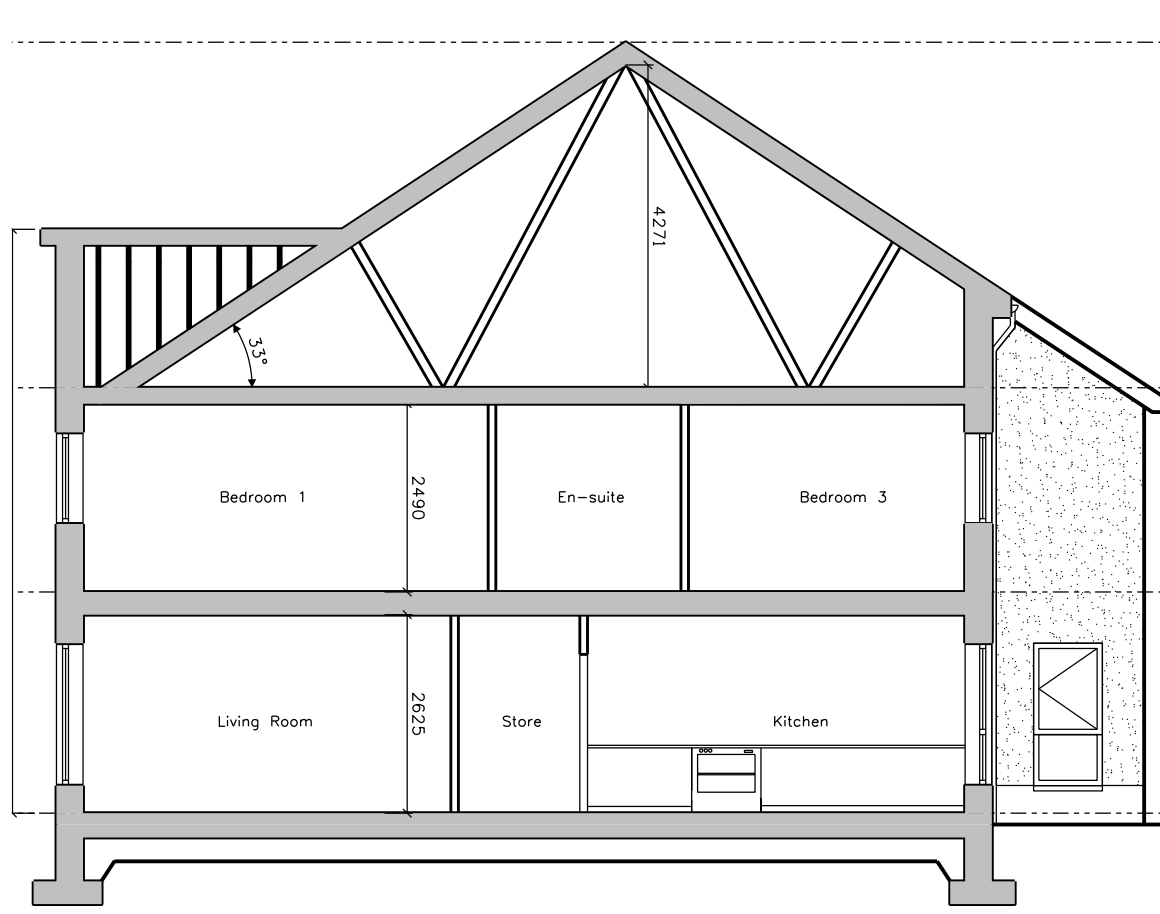 4271
33°
Bedroom 1
2490
En-suite
Bedroom 3
Living Room
2625
Store
Kitchen